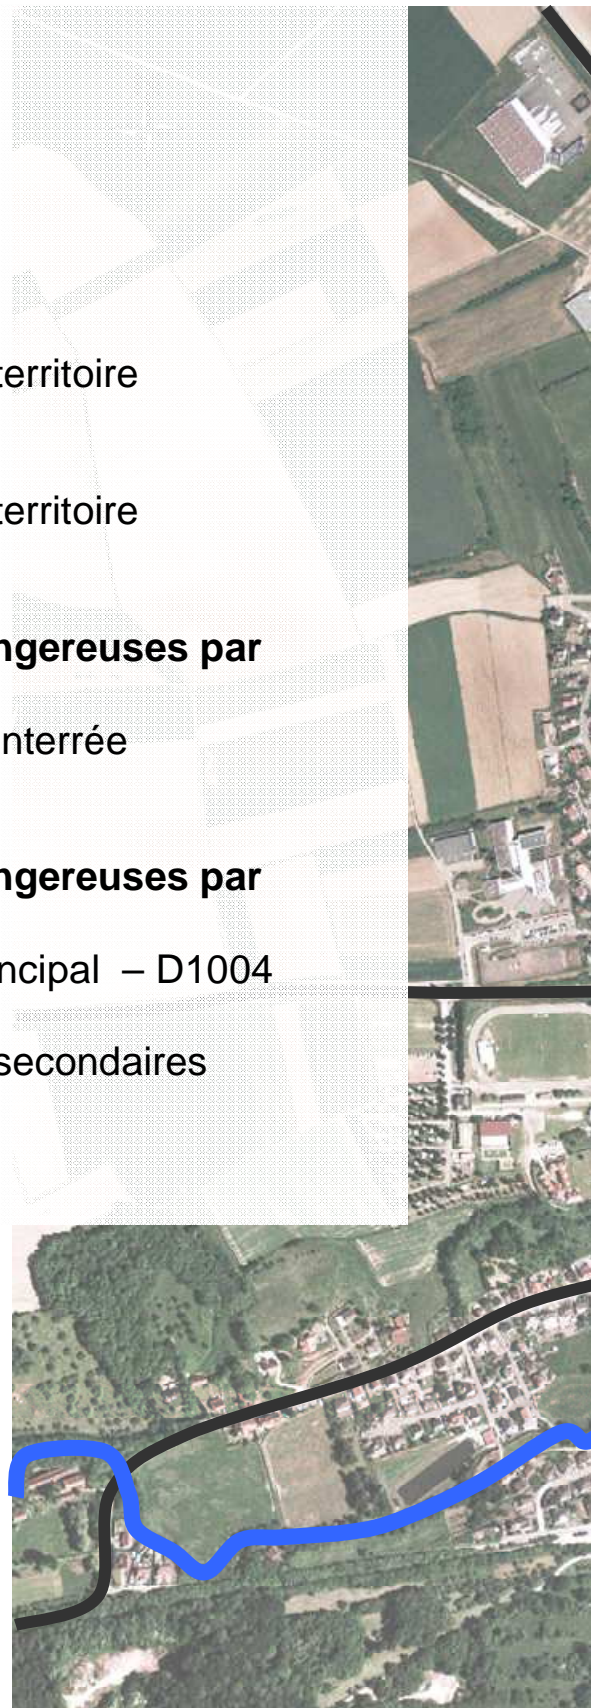 territoire
territoire
ngereuses par
nterrée
ngereuses par
ncipal – D1004
secondaires